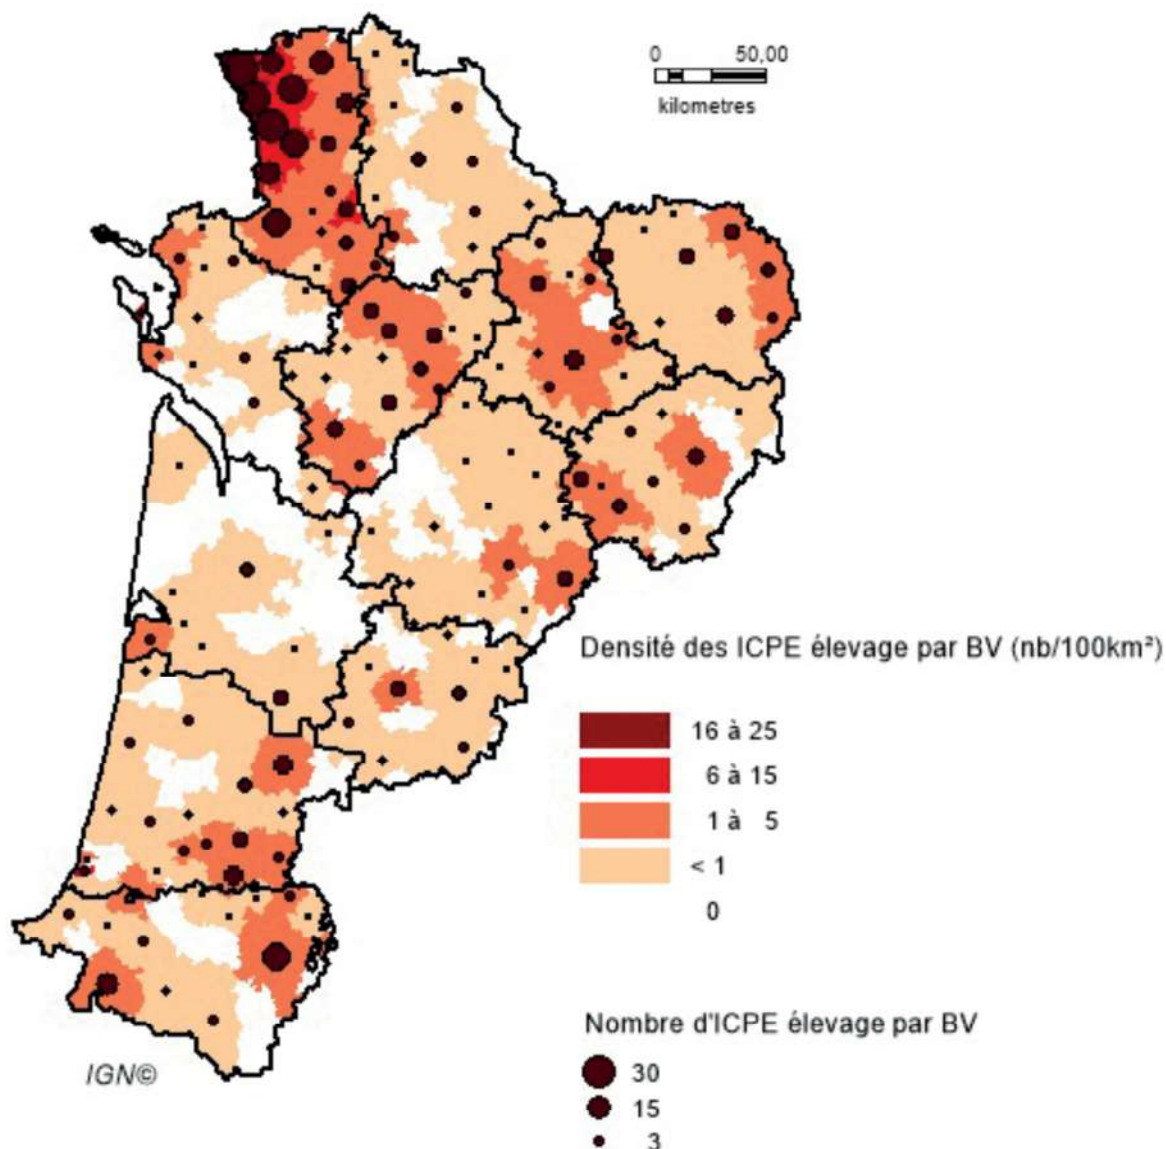 0 50,00
kilometres
Densité des ICPE élevage par BV (nb/100km²)
16 à 25
6 à 15
1 à 5
< 1
0
Nombre d'ICPE élevage par BV
30
15
3
IGN©